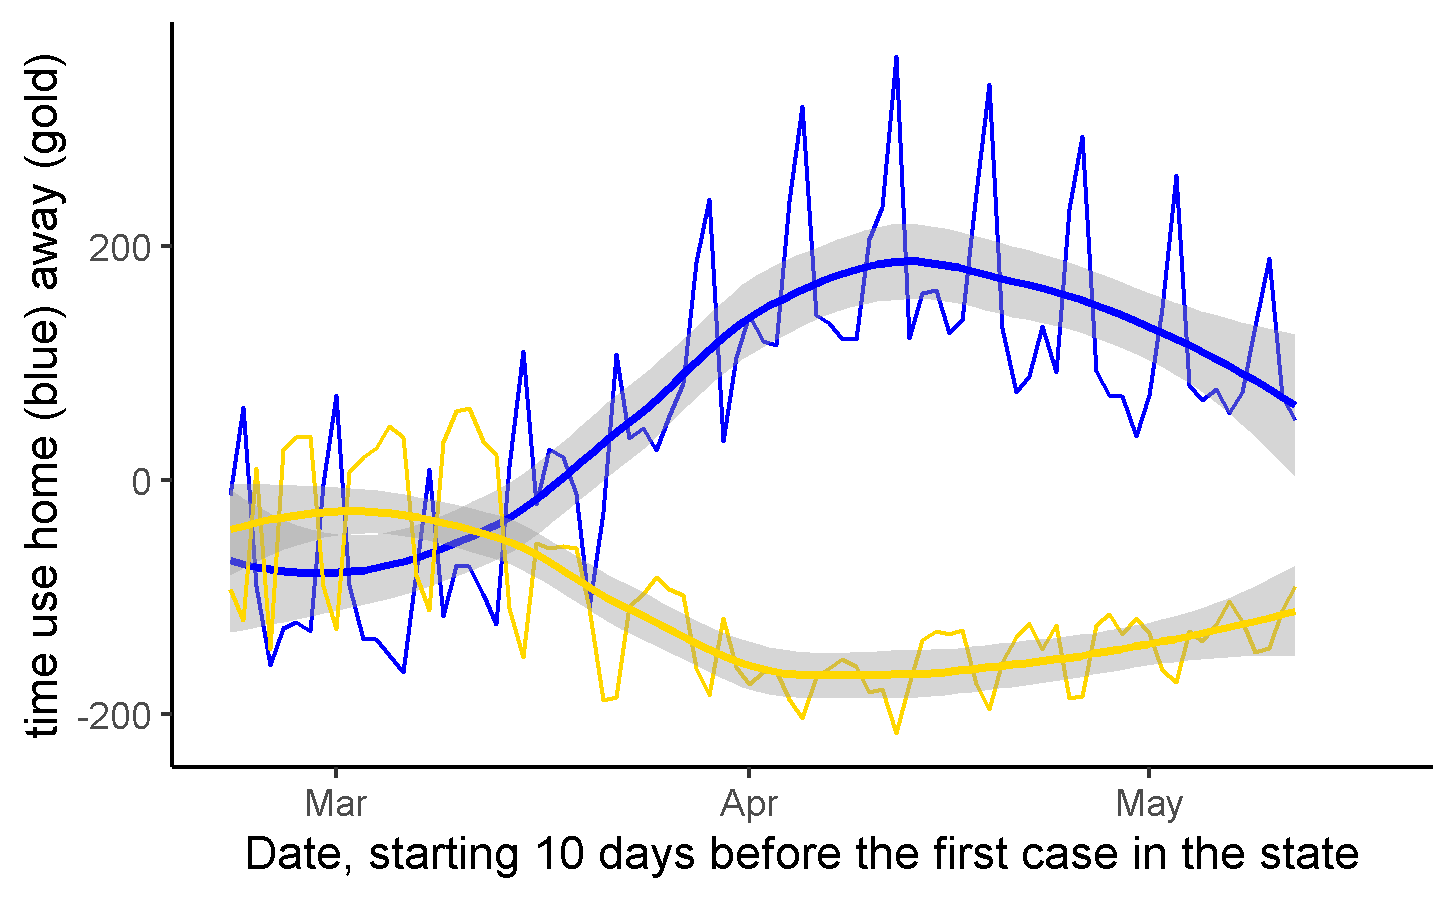 time use home (blue) away (gold)
200
0
-200
Mar
Apr
May
Date, starting 10 days before the first case in the state